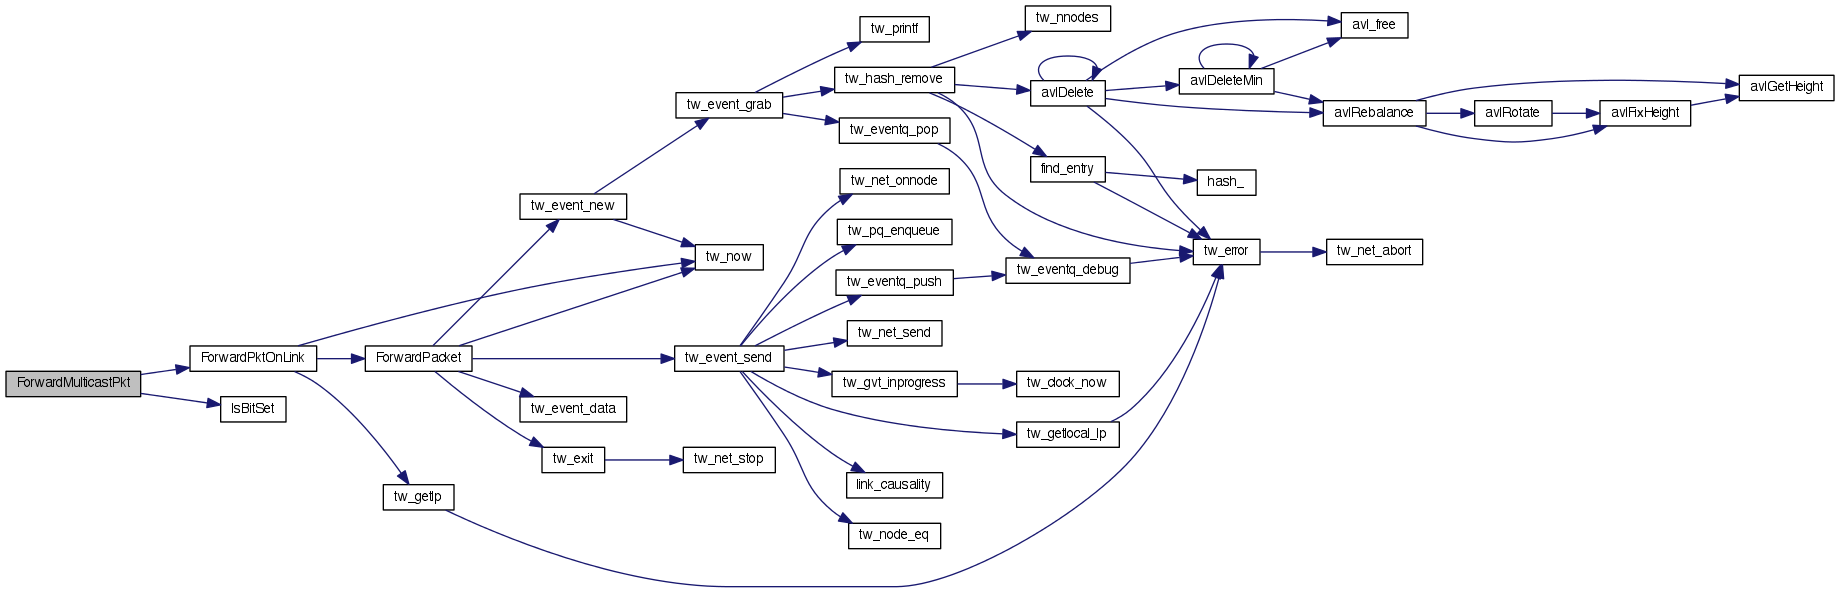 ForwardMulticastPkt
ForwardPktOnLink
IsBitSet
ForwardPacket
tw_getlp
tw_event_new
tw_event_data
tw_exit
tw_event_grab
tw_now
tw_event_send
tw_net_stop
tw_printf
tw_hash_remove
tw_eventq_pop
tw_net_onnode
tw_pq_enqueue
tw_eventq_push
tw_net_send
tw_gvt_inprogress
link_causality
tw_node_eq
tw_nnodes
avlDelete
find_entry
tw_eventq_debug
tw_clock_now
tw_getlocal_lp
avlDeleteMin
hash_
tw_error
avl_free
avlRebalance
tw_net_abort
avlRotate
avlFixHeight
avlGetHeight